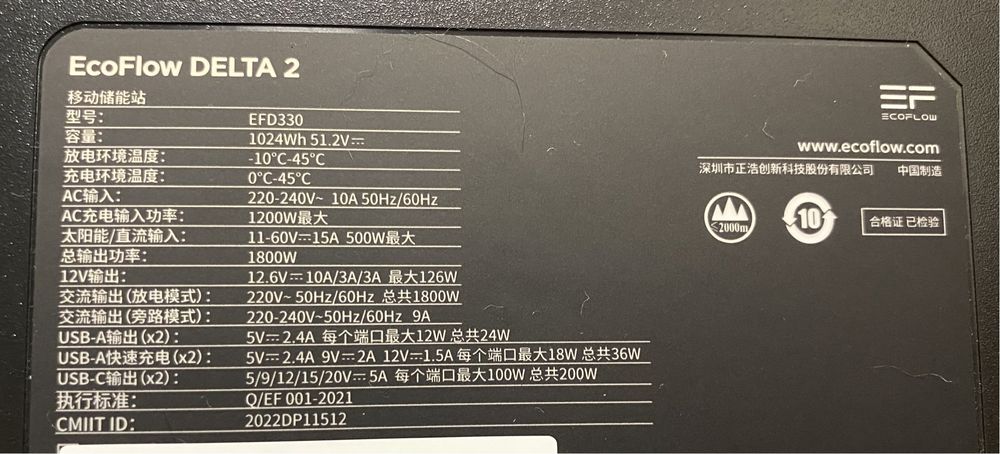 EcoFlow DELTA 2
移动储能站
型号： EFD330
容量： 1024Wh 51.2V⎓
放电环境温度： -10°C-45°C
充电环境温度： 0°C-45°C
AC输入： 220-240V~ 10A 50Hz/60Hz
AC充电输入功率： 1200W最大
太阳能/直流输入： 11-60V⎓15A 500W最大
总输出功率： 1800W
12V输出： 12.6V⎓10A/3A/3A 最大126W
交流输出(放电模式)： 220V~ 50Hz/60Hz 总共1800W
交流输出(旁路模式)： 220-240V~50Hz/60Hz 9A
USB-A输出(x2)： 5V⎓2.4A 每个端口最大12W 总共24W
USB-A快速充电(x2)： 5V⎓2.4A 9V⎓2A 12V⎓1.5A 每个端口最大18W 总共36W
USB-C输出(x2)： 5/9/12/15/20V⎓5A 每个端口最大100W 总共200W
执行标准： Q/EF 001-2021
CMIIT ID： 2022DP11512
EF
ECOFLOW
www.ecoflow.com
深圳市正浩创新科技股份有限公司 中国制造
≤2000m
10
合格证 已检验